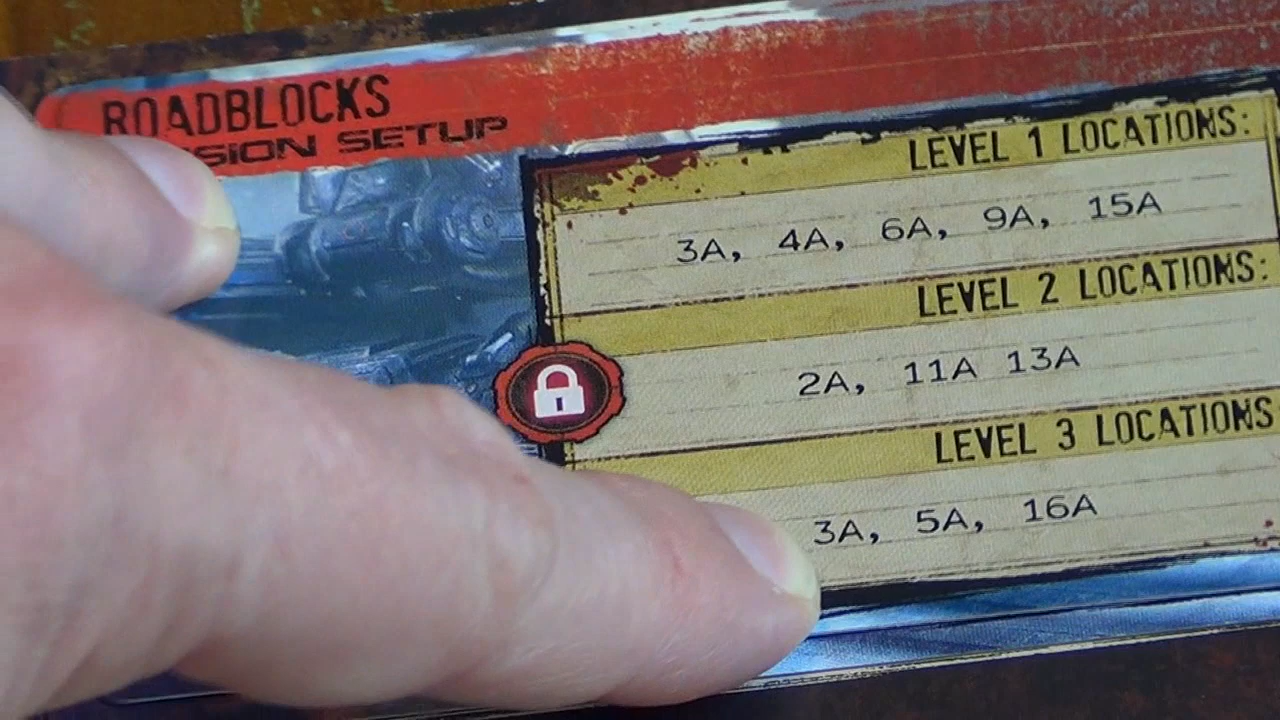 ROADBLOCKS
SION SETUP
LEVEL 1 LOCATIONS:
3A, 4A, 6A, 9A, 15A
LEVEL 2 LOCATIONS:
2A, 11A 13A
LEVEL 3 LOCATIONS
3A, 5A, 16A